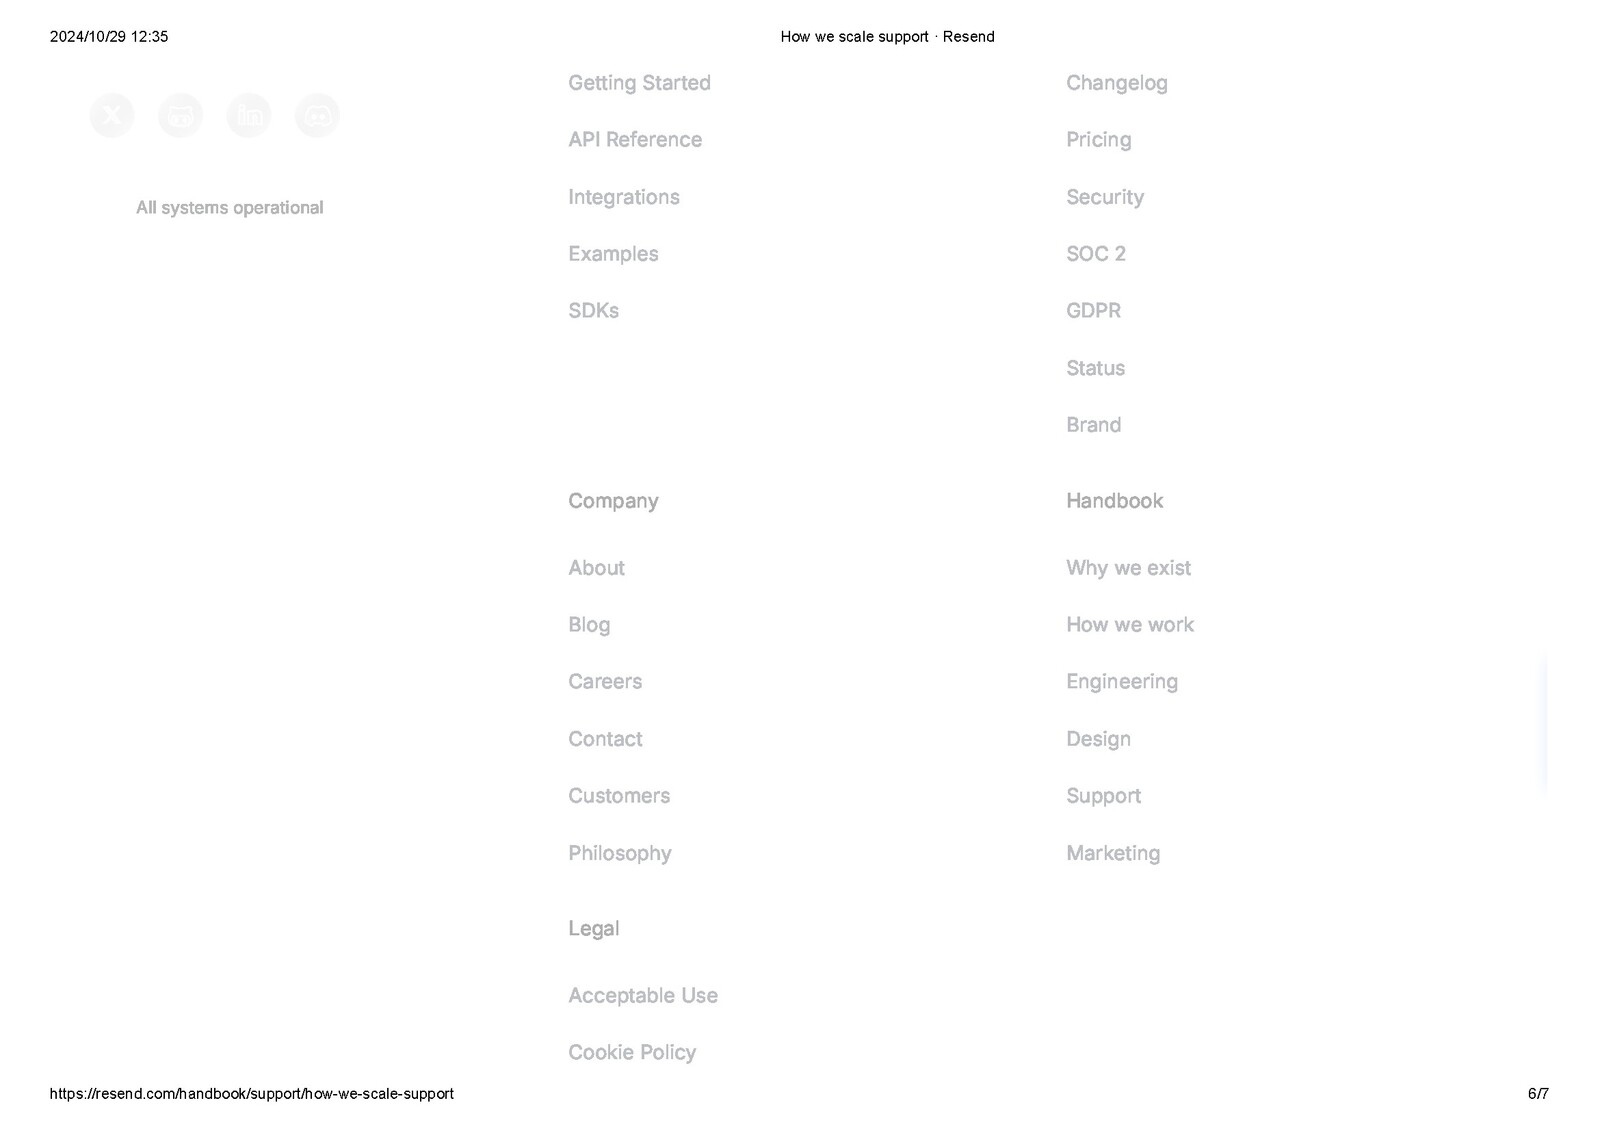 2024/10/29 12:35
How we scale support · Resend
All systems operational
Getting Started
API Reference
Integrations
Examples
SDKs
Changelog
Pricing
Security
SOC 2
GDPR
Status
Brand
Company
About
Blog
Careers
Contact
Customers
Philosophy
Handbook
Why we exist
How we work
Engineering
Design
Support
Marketing
Legal
Acceptable Use
Cookie Policy
https://resend.com/handbook/support/how-we-scale-support
6/7